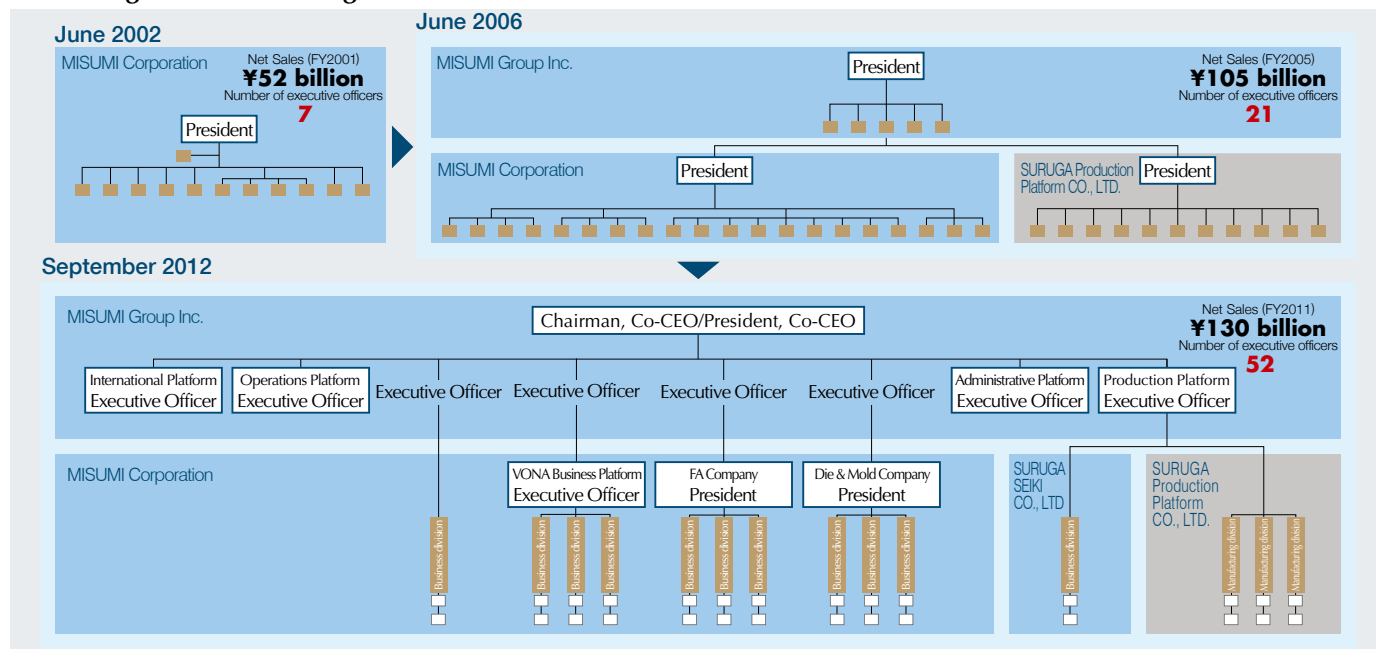 June 2002
MISUMI Corporation
Net Sales (FY2001)
¥52 billion
Number of executive officers
7
President
June 2006
MISUMI Group Inc.
President
Net Sales (FY2005)
¥105 billion
Number of executive officers
21
MISUMI Corporation
President
SURUGA Production
Platform CO., LTD.
President
September 2012
MISUMI Group Inc.
Chairman, Co-CEO/President, Co-CEO
Net Sales (FY2011)
¥130 billion
Number of executive officers
52
International Platform
Executive Officer
Operations Platform
Executive Officer
Executive Officer
Executive Officer
Executive Officer
Executive Officer
Administrative Platform
Executive Officer
Production Platform
Executive Officer
MISUMI Corporation
VONA Business Platform
Executive Officer
FA Company
President
Die & Mold Company
President
SURUGA
SEIKI
CO., LTD
SURUGA
Production
Platform
CO., LTD.
Business division
Business division
Business division
Business division
Business division
Business division
Business division
Business division
Business division
Business division
Business division
Manufacturing division
Manufacturing division
Manufacturing division